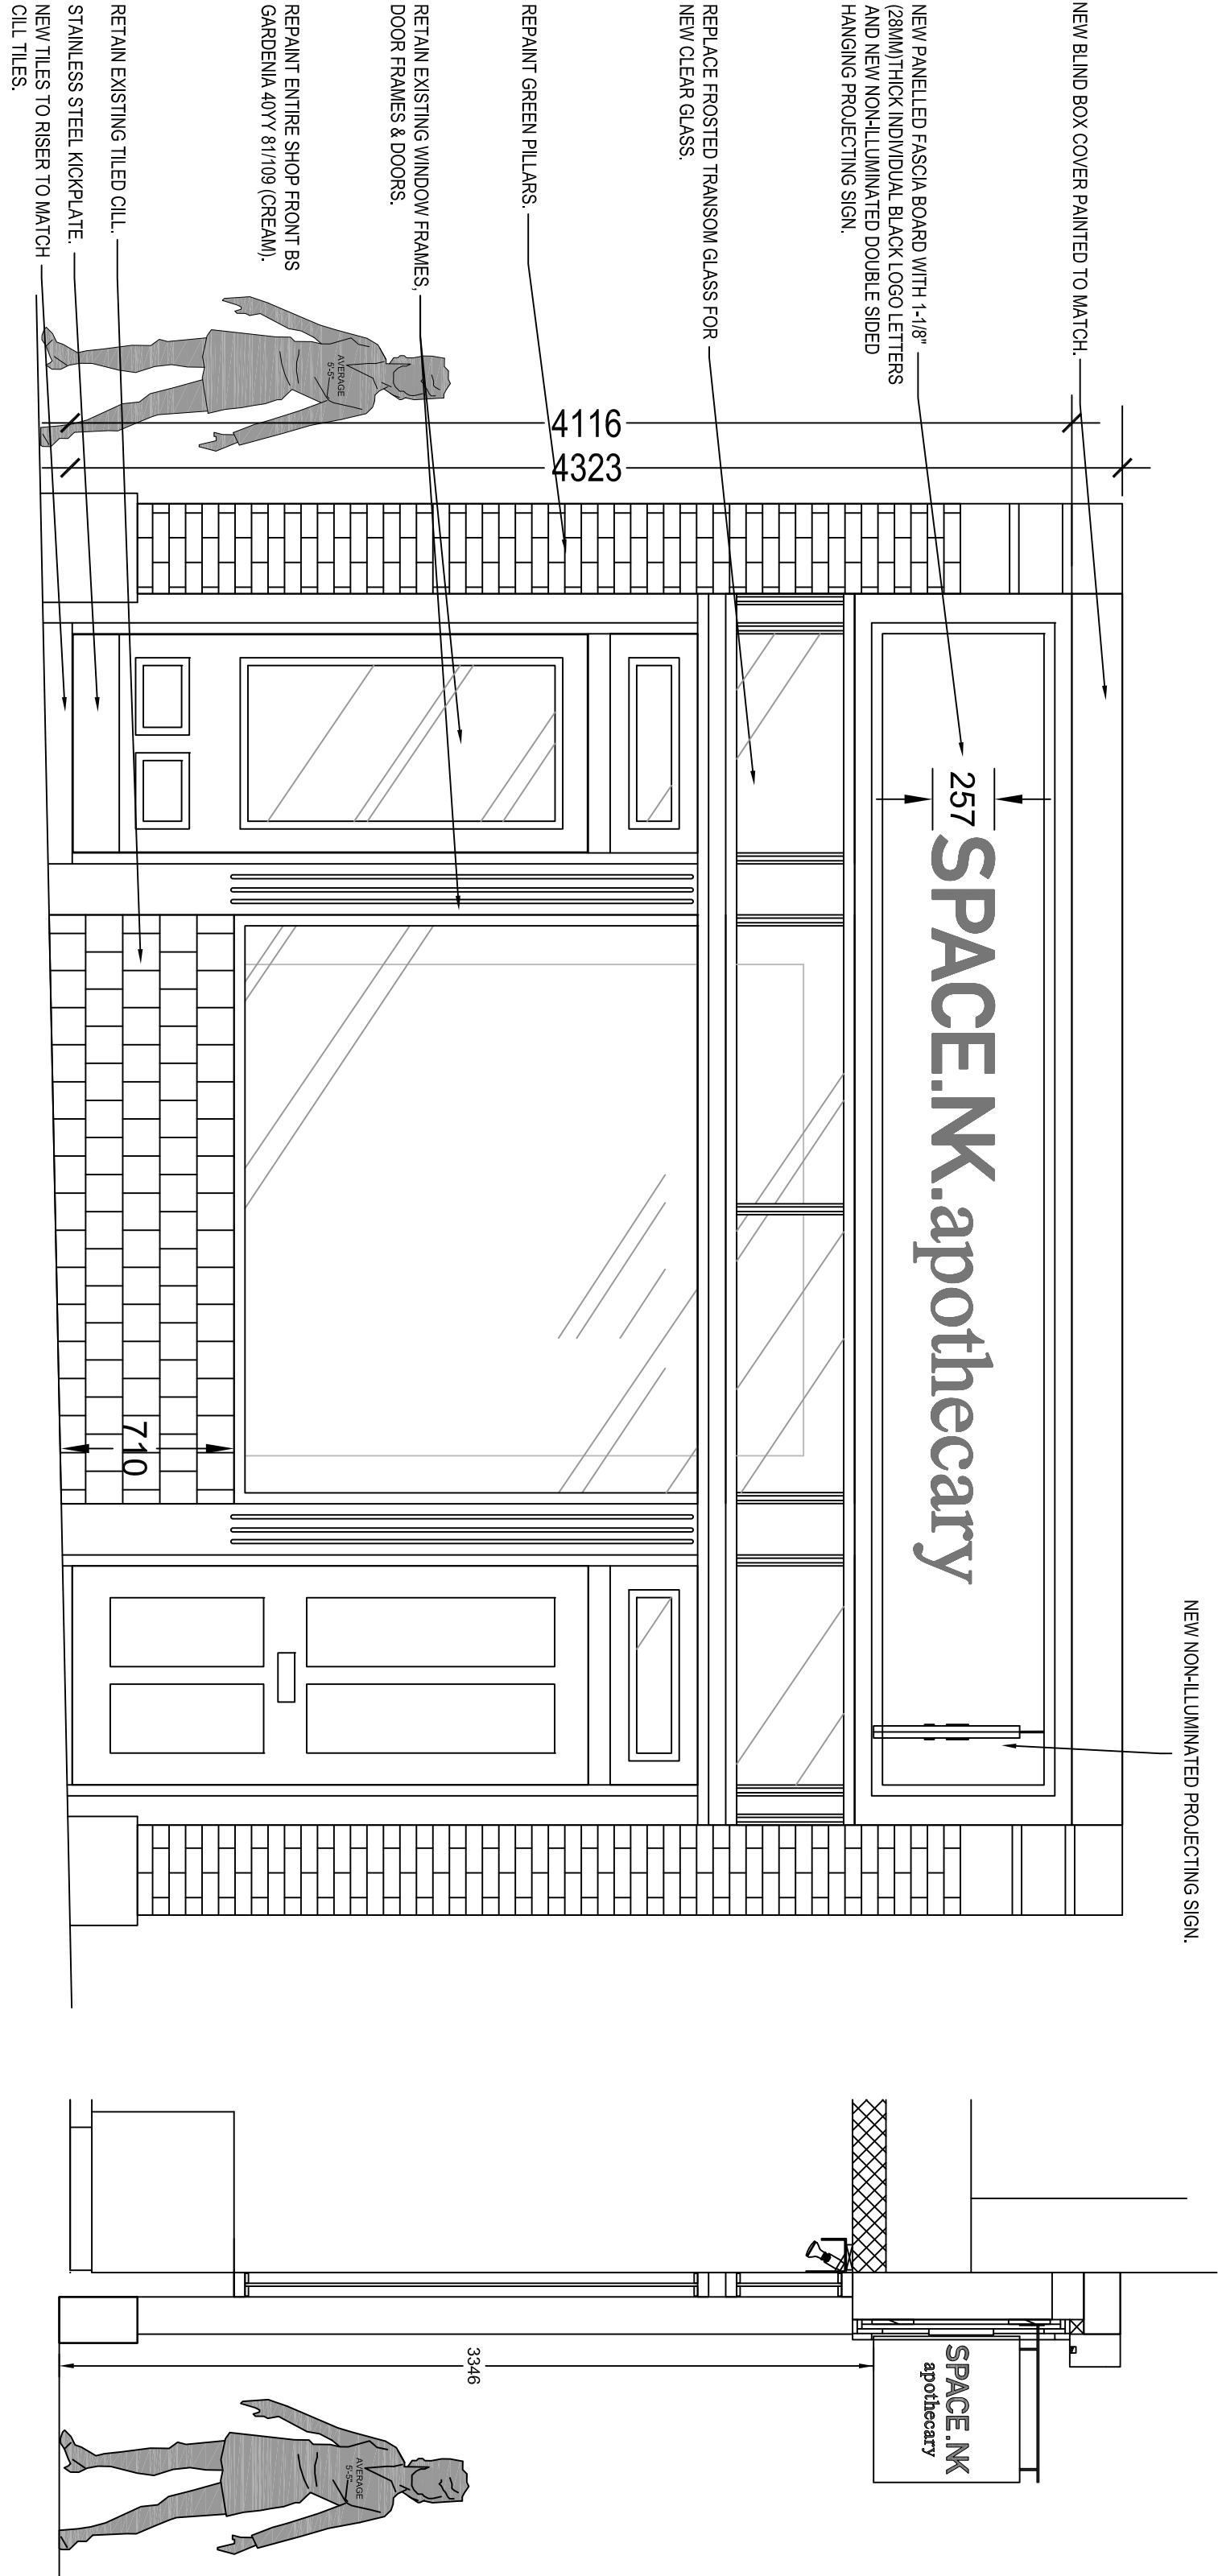 NEW BLIND BOX COVER PAINTED TO MATCH.
NEW PANELLED FASCIA BOARD WITH 1-1/8"
(28MM)THICK INDIVIDUAL BLACK LOGO LETTERS
AND NEW NON-ILLUMINATED DOUBLE SIDED
HANGING PROJECTING SIGN.
REPLACE FROSTED TRANSOM GLASS FOR
NEW CLEAR GLASS.
REPAINT GREEN PILLARS.
RETAIN EXISTING WINDOW FRAMES,
DOOR FRAMES & DOORS.
REPAINT ENTIRE SHOP FRONT BS
GARDENIA 40YY 81/109 (CREAM).
RETAIN EXISTING TILED CILL.
STAINLESS STEEL KICKPLATE.
NEW TILES TO RISER TO MATCH
CILL TILES.
AVERAGE
5'-5"
4116
4323
257
SPACE.NK.apothecary
710
NEW NON-ILLUMINATED PROJECTING SIGN.
SPACE.NK
apothecary
3346
AVERAGE
5'-5"